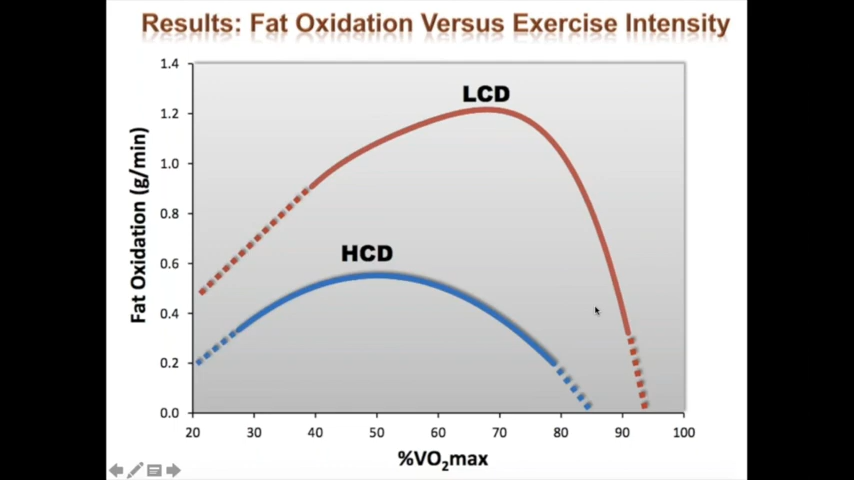 Results: Fat Oxidation Versus Exercise Intensity
1.4
1.2
1.0
0.8
0.6
0.4
0.2
0.0
Fat Oxidation (g/min)
LCD
HCD
20 30 40 50 60 70 80 90 100
%VO₂max